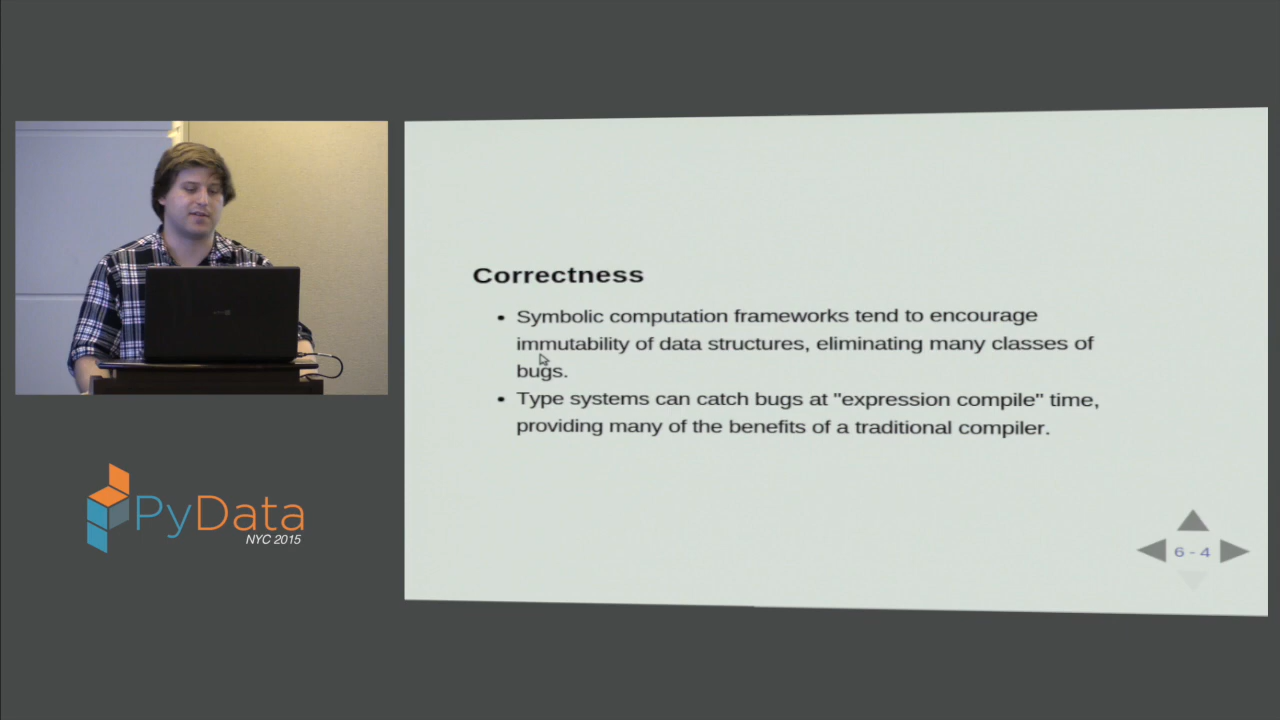 Correctness
• Symbolic computation frameworks tend to encourage
immutability of data structures, eliminating many classes of
bugs.
• Type systems can catch bugs at "expression compile" time,
providing many of the benefits of a traditional compiler.
6 - 4
PyData
NYC 2015